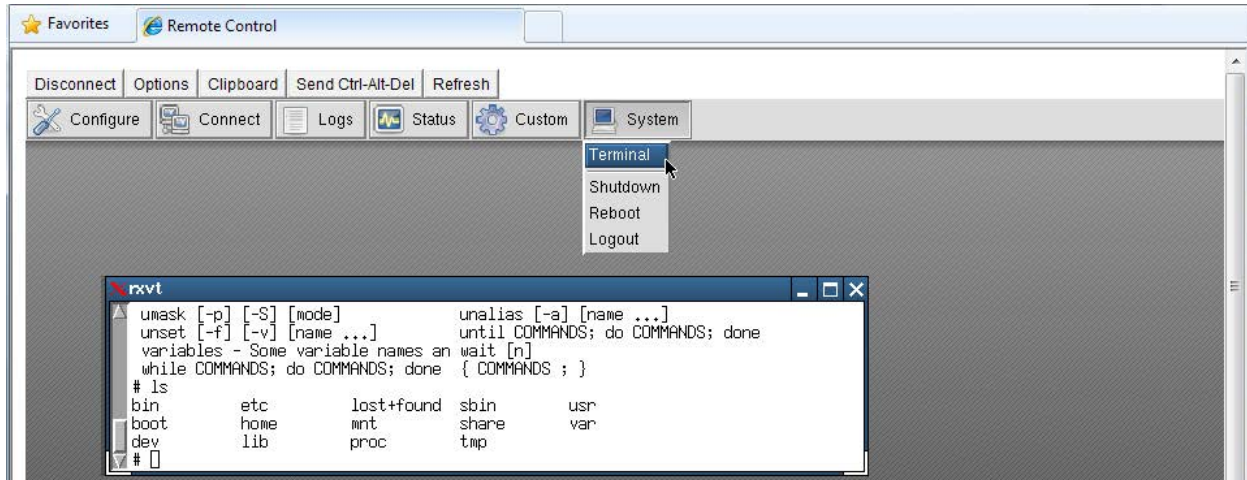 Favorites Remote Control
Disconnect Options Clipboard Send Ctrl-Alt-Del Refresh
Configure Connect Logs Status Custom System
Terminal
Shutdown
Reboot
Logout
rxvt
umask [-p] [-S] [mode] unalias [-a] [name ...]
unset [-f] [-v] [name ...] until COMMANDS; do COMMANDS; done
variables - Some variable names an wait [n]
while COMMANDS; do COMMANDS; done { COMMANDS ; }
# ls
bin etc lost+found sbin usr
boot home mnt share var
dev lib proc tmp
#